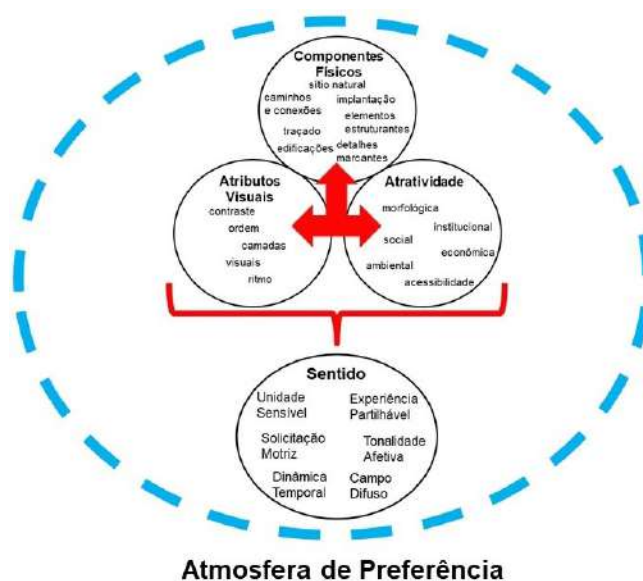 Componentes
Físicos
sítio natural
caminhos
e conexões
implantação
elementos
estruturantes
traçado
edificações
detalhes
marcantes
Atributos
Visuais
contraste
ordem
camadas
visuais
ritmo
Atratividade
morfológica
institucional
social
econômica
ambiental
acessibilidade
Sentido
Unidade
Sensível
Experiência
Partilhável
Solicitação
Motriz
Tonalidade
Afetiva
Dinâmica
Temporal
Campo
Difuso
Atmosfera de Preferência